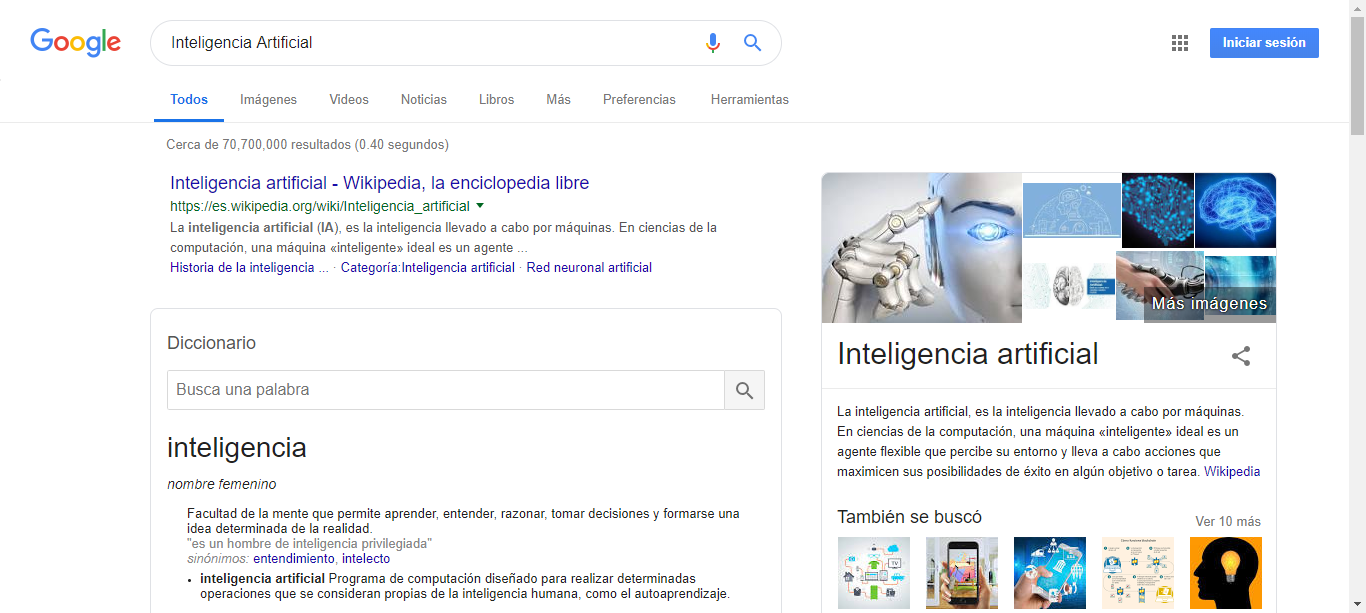 Google
Inteligencia Artificial
Iniciar sesión
Todos Imágenes Videos Noticias Libros Más Preferencias Herramientas
Cerca de 70,700,000 resultados (0.40 segundos)
Inteligencia artificial - Wikipedia, la enciclopedia libre
https://es.wikipedia.org/wiki/Inteligencia_artificial
La inteligencia artificial (IA), es la inteligencia llevado a cabo por máquinas. En ciencias de la
computación, una máquina «inteligente» ideal es un agente ...
Historia de la inteligencia ... · Categoría:Inteligencia artificial · Red neuronal artificial
Diccionario
Busca una palabra
inteligencia
nombre femenino
Facultad de la mente que permite aprender, entender, razonar, tomar decisiones y formarse una
idea determinada de la realidad.
"es un hombre de inteligencia privilegiada"
sinónimos: entendimiento, intelecto
• inteligencia artificial Programa de computación diseñado para realizar determinadas
operaciones que se consideran propias de la inteligencia humana, como el autoaprendizaje.
Más imágenes
Inteligencia artificial
La inteligencia artificial, es la inteligencia llevado a cabo por máquinas.
En ciencias de la computación, una máquina «inteligente» ideal es un
agente flexible que percibe su entorno y lleva a cabo acciones que
maximicen sus posibilidades de éxito en algún objetivo o tarea. Wikipedia
También se buscó
Ver 10 más
TV